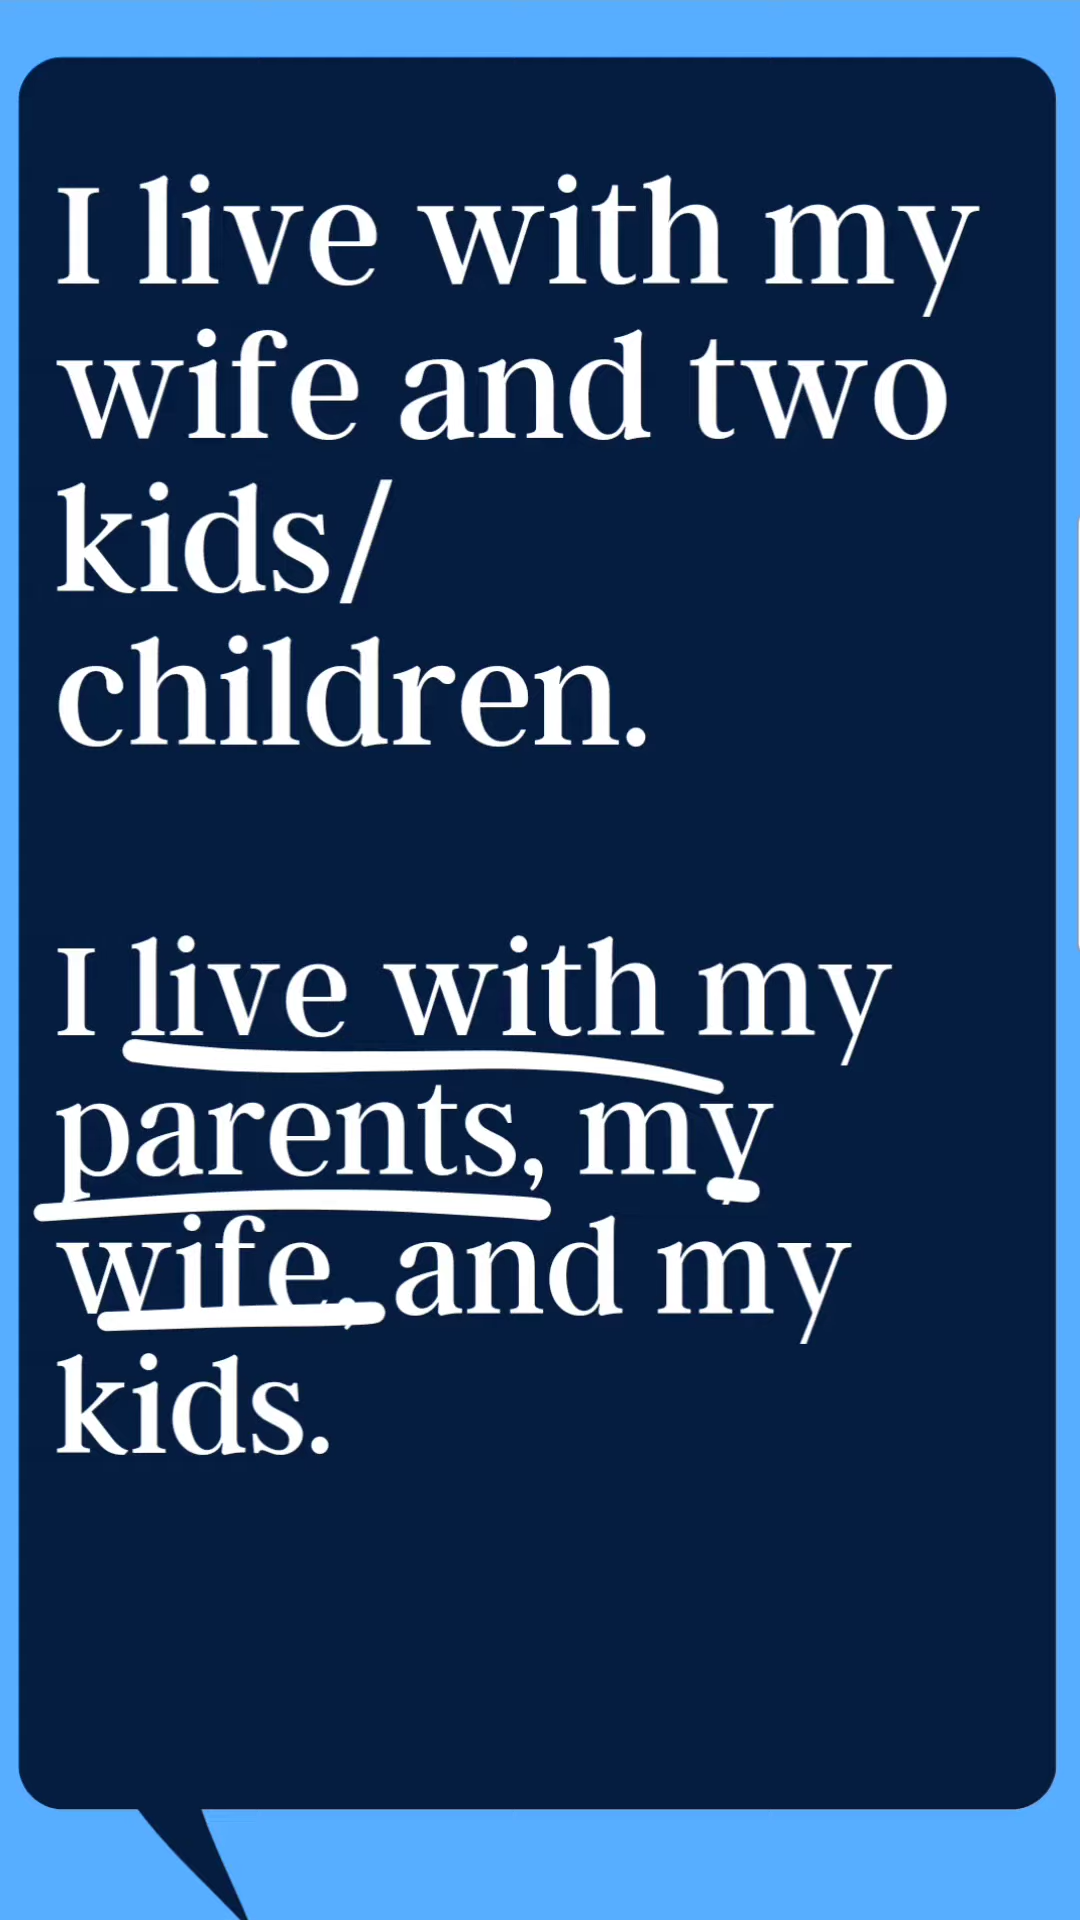 I live with my
wife and two
kids/
children.
I live with my
parents, my
wife, and my
kids.